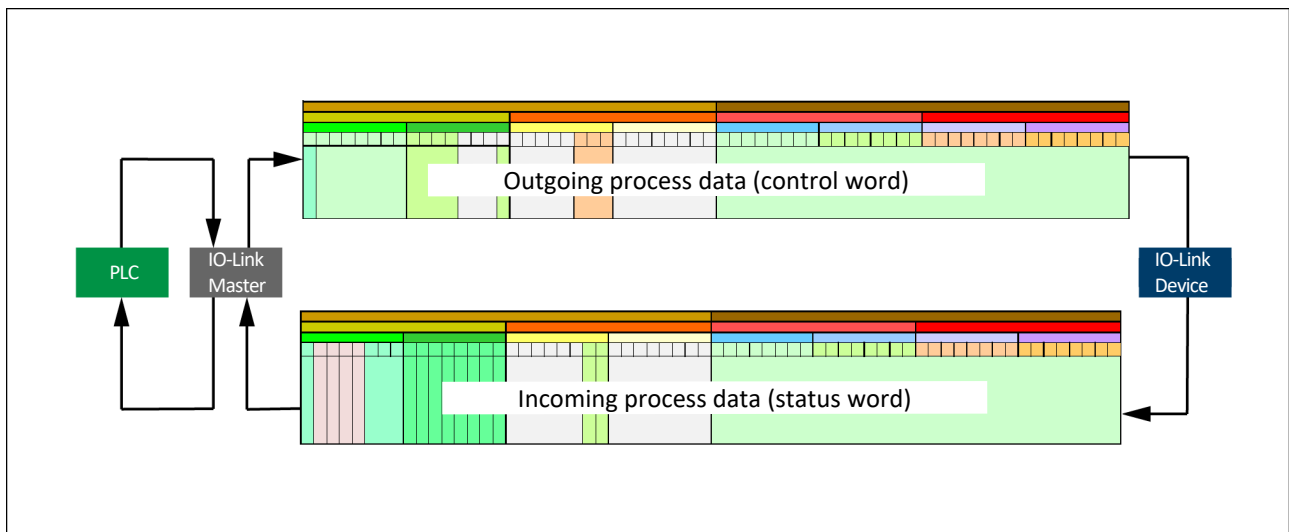 Outgoing process data (control word)
PLC
IO-Link
Master
IO-Link
Device
Incoming process data (status word)